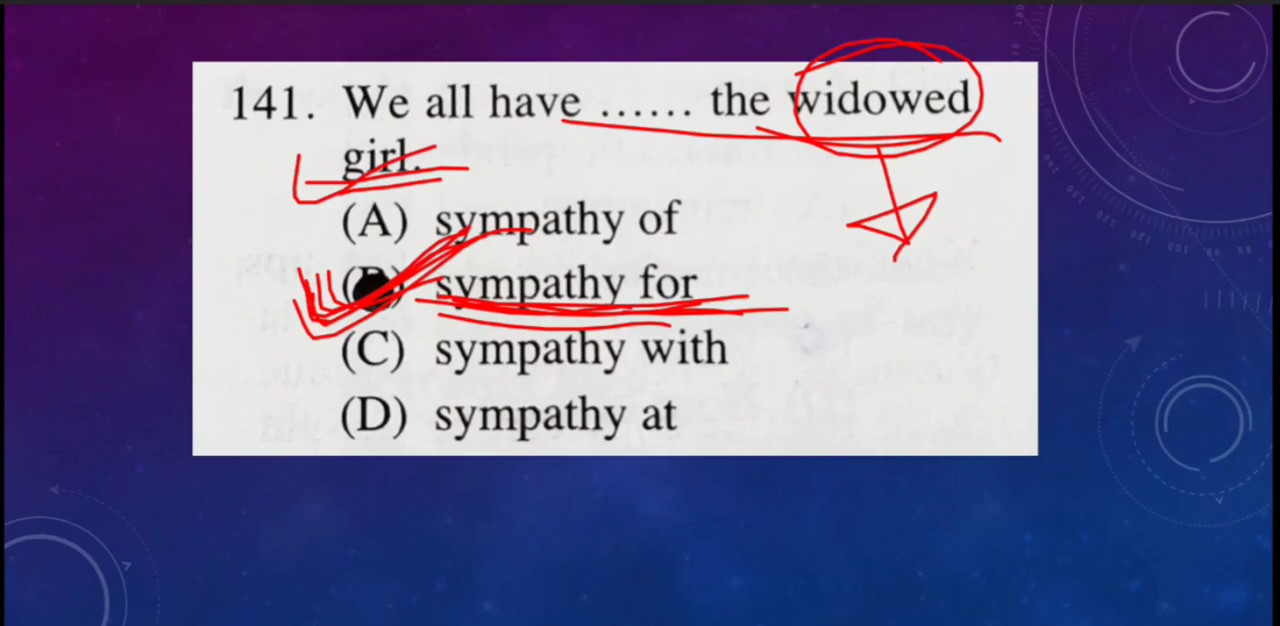 141. We all have ...... the widowed
girl.
(A) sympathy of
(B) sympathy for
(C) sympathy with
(D) sympathy at